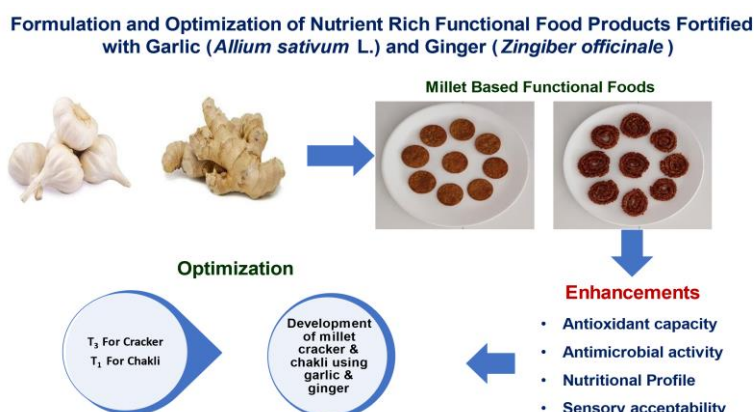 Formulation and Optimization of Nutrient Rich Functional Food Products Fortified
with Garlic (Allium sativum L.) and Ginger (Zingiber officinale)
Millet Based Functional Foods
Enhancements
• Antioxidant capacity
• Antimicrobial activity
• Nutritional Profile
• Sensory acceptability
Optimization
Development
of millet
cracker &
chakli using
garlic &
ginger
T₃ For Cracker
T₁ For Chakli